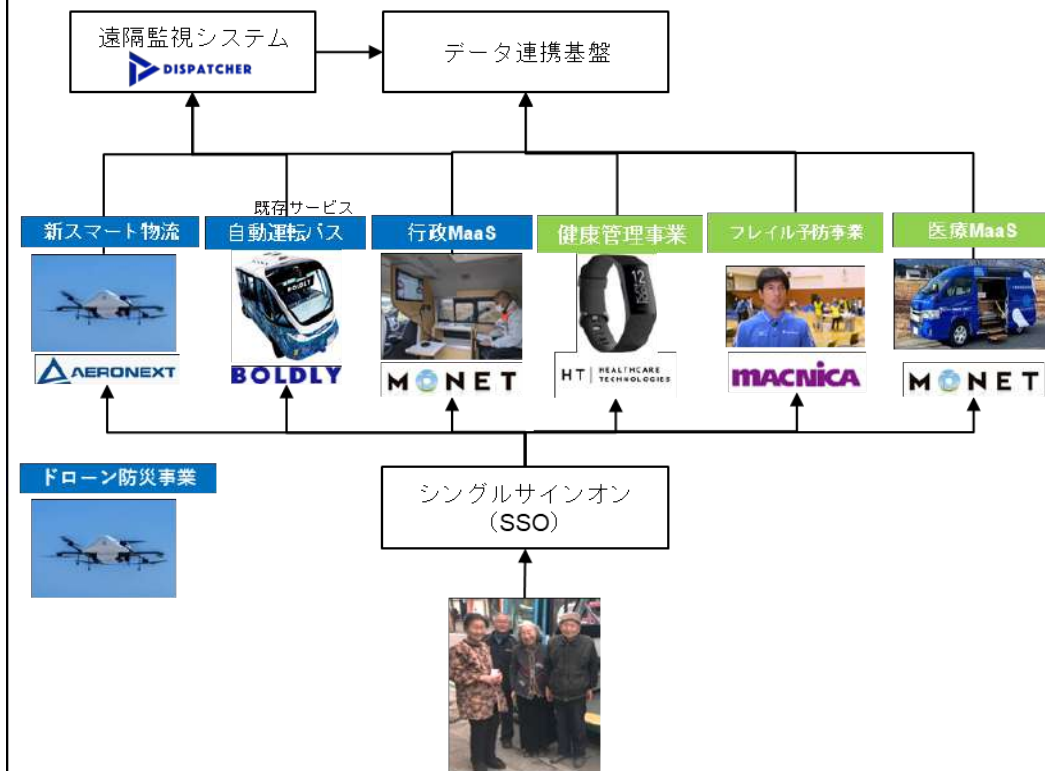 遠隔監視システム
DISPATCHER
データ連携基盤
既存サービス
新スマート物流
自動運転バス
行政MaaS
健康管理事業
フレイル予防事業
医療MaaS
BOLDLY
12
AERONEXT
BOLDLY
MONET
HT HEALTHCARE
TECHNOLOGIES
MACNICA
MONET
ドローン防災事業
シングルサインオン
（SSO）